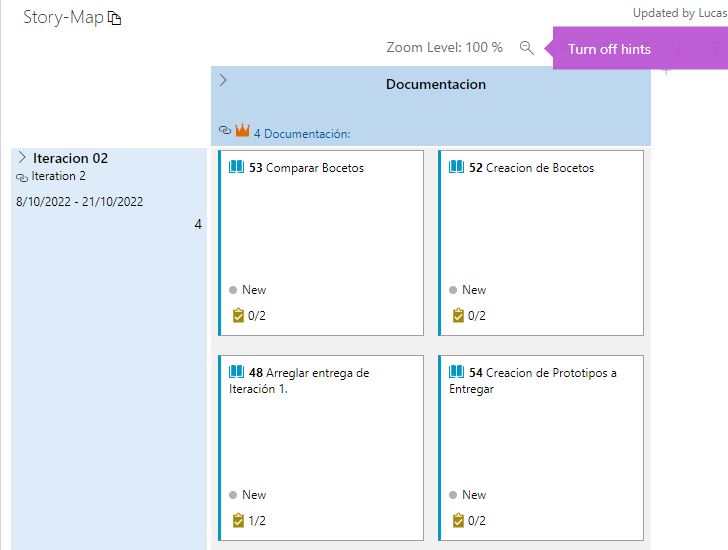 Story-Map
Updated by Lucas
Zoom Level: 100 %
Turn off hints
Documentacion
4 Documentación:
Iteracion 02
Iteration 2
8/10/2022 - 21/10/2022
4
53 Comparar Bocetos
New
0/2
52 Creacion de Bocetos
New
0/2
48 Arreglar entrega de
Iteración 1.
New
1/2
54 Creacion de Prototipos a
Entregar
New
0/2